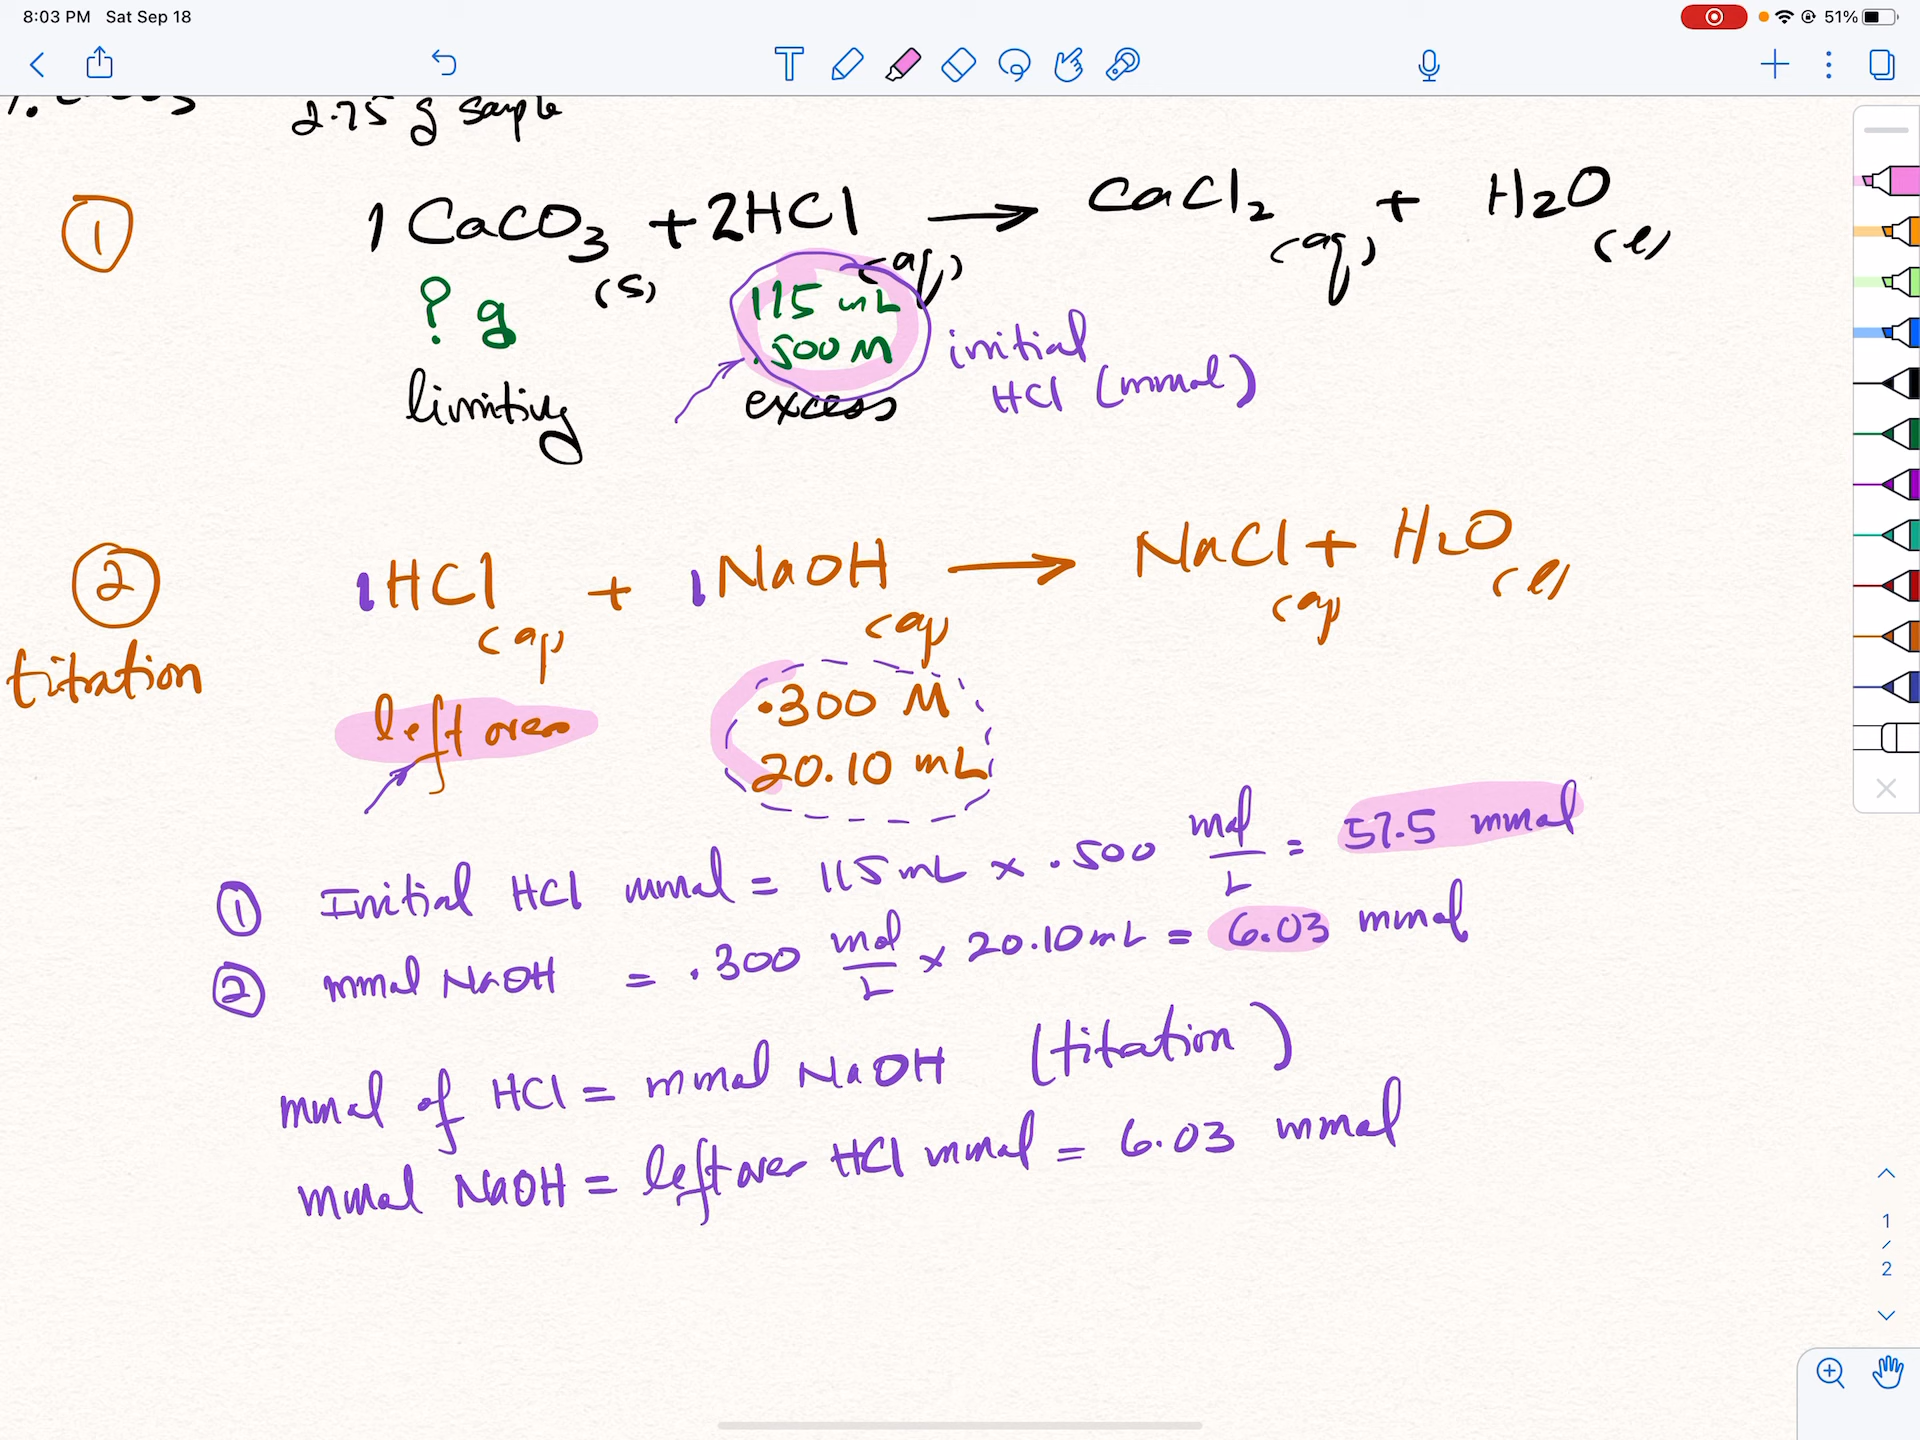 8:03 PM Sat Sep 18
51%
2.75 g sample
① 1 CaCO3 (s) + 2HCl (aq) → CaCl2 (aq) + H2O (l)
? g 115 mL
.500 M initial
limiting excess HCl (mmol)
② 1HCl (aq) + 1NaOH (aq) → NaCl (aq) + H2O (l)
titration
left over .300 M
20.10 mL
① Initial HCl mmol = 115 mL x .500 mol/L = 57.5 mmol
② mmol NaOH = .300 mol/L x 20.10 mL = 6.03 mmol
mmol of HCl = mmol NaOH (titration)
mmol NaOH = left over HCl mmol = 6.03 mmol
1
/
2